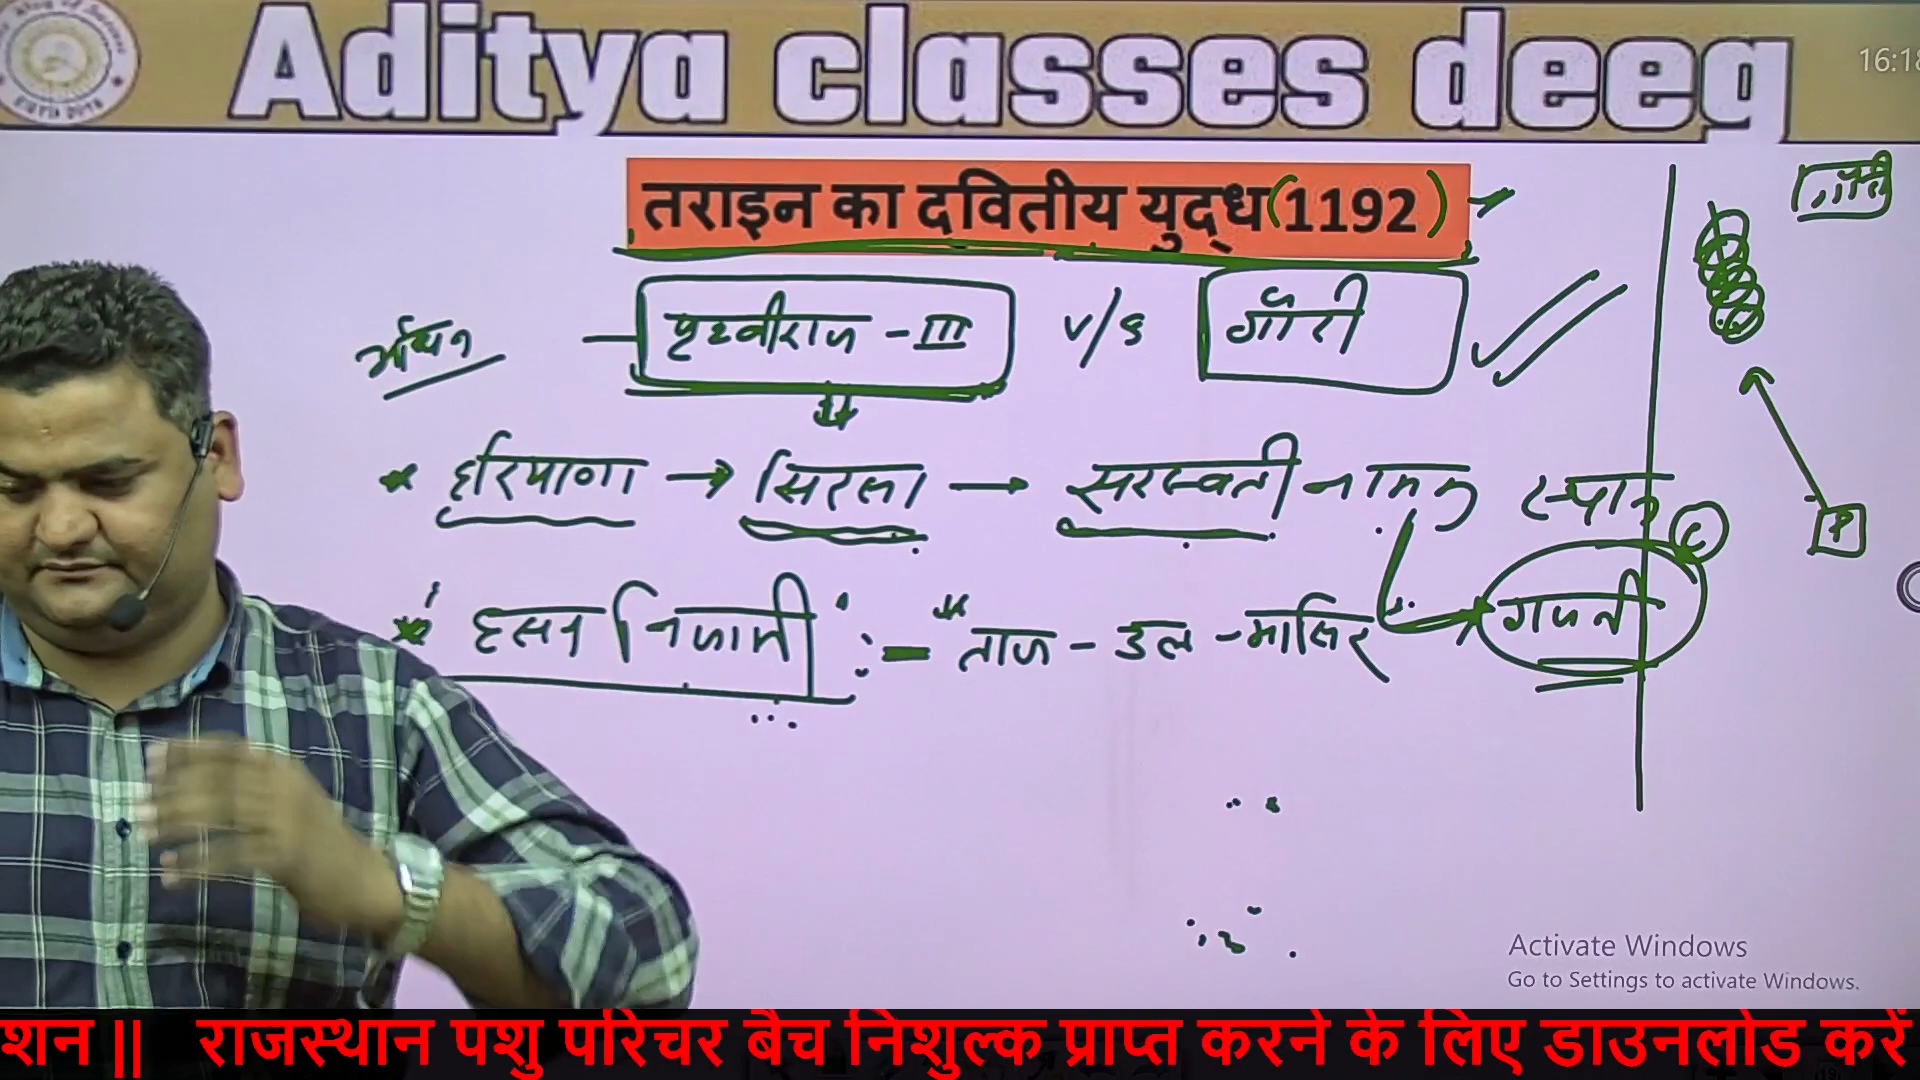 Aditya classes deeg
16:18
तराइन का दवितीय युद्ध(1192)
पृथ्वीराज - III v/s गौरी
गौरी
* हरियाणा → सिरसा → सरस्वती नामक स्थान
P
* हसन निजामी :- ताज - उल - मासिर
गजनी
Activate Windows
Go to Settings to activate Windows.
शन || राजस्थान पशु परिचर बैच निशुल्क प्राप्त करने के लिए डाउनलोड करें